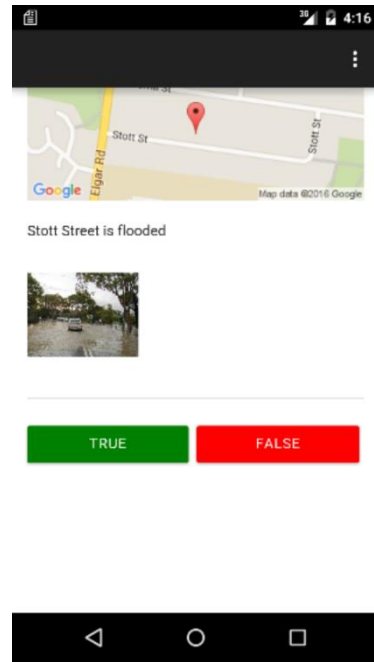 3G 4:16
Stott St
Stott St
Elgar Rd
Google
Map data ©2016 Google
Stott Street is flooded
TRUE FALSE